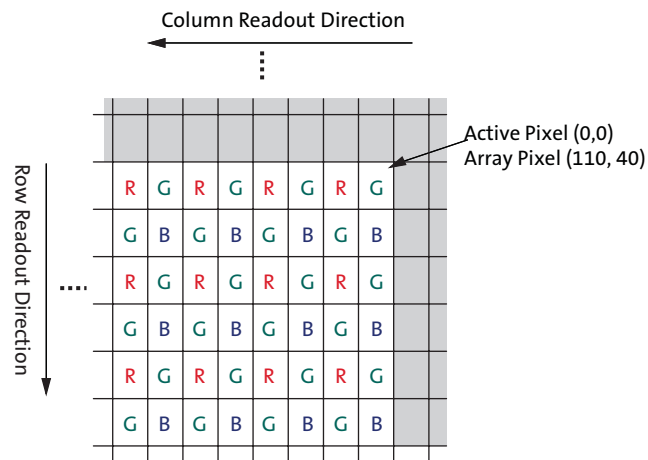 Column Readout Direction
Active Pixel (0,0)
Array Pixel (110, 40)
Row Readout Direction
R G R G R G R G
G B G B G B G B
R G R G R G R G
G B G B G B G B
R G R G R G R G
G B G B G B G B